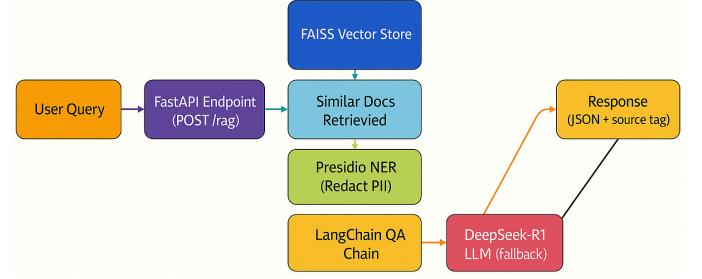 FAISS Vector Store
User Query
FastAPI Endpoint
(POST /rag)
Similar Docs
Retrievied
Response
(JSON + source tag)
Presidio NER
(Redact PII)
LangChain QA
Chain
DeepSeek-R1
LLM (fallback)